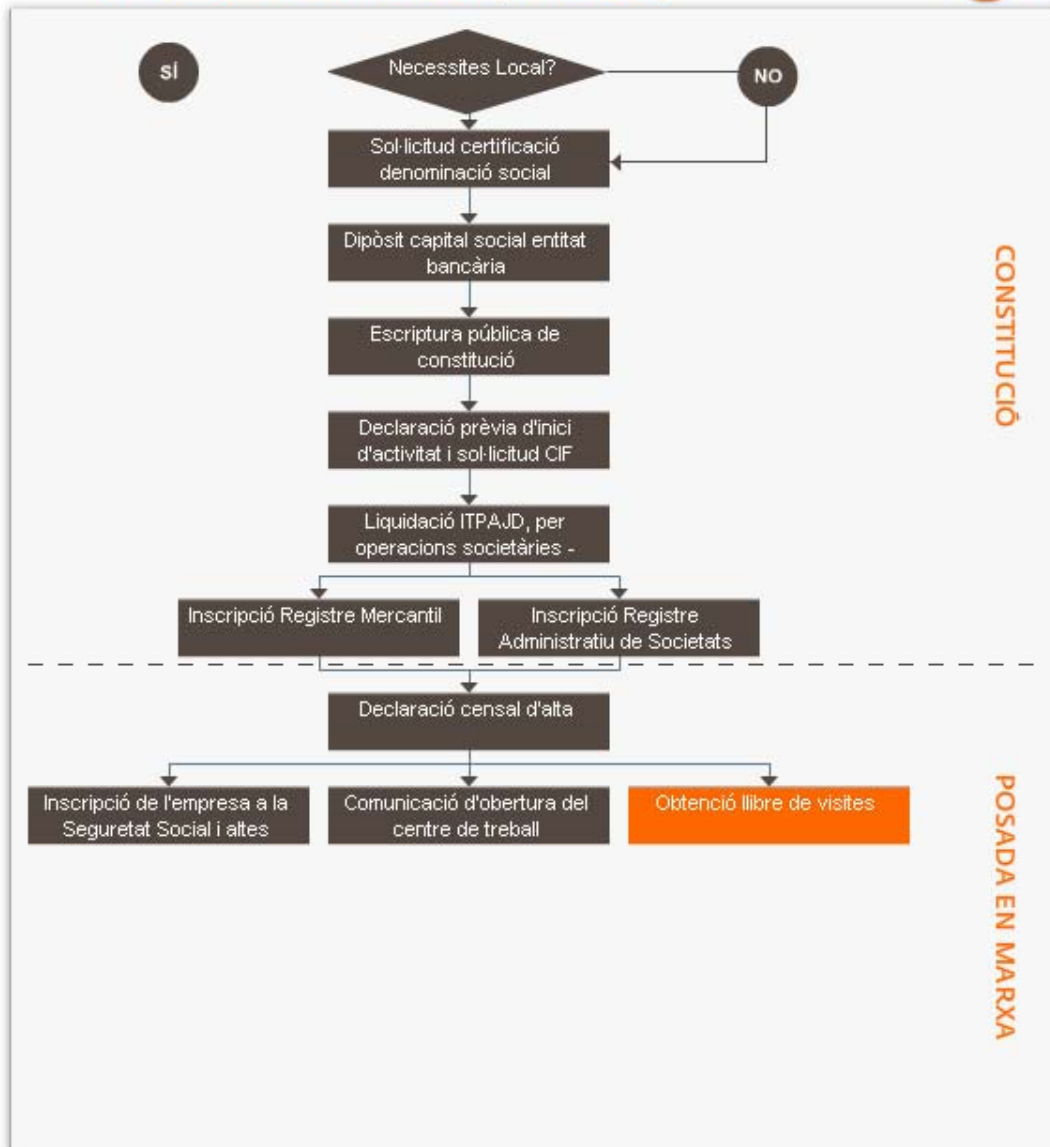 SÍ
Necessites Local?
NO
Sol·licitud certificació
denominació social
Dipòsit capital social entitat
bancària
Escriptura pública de
constitució
Declaració prèvia d'inici
d'activitat i sol·licitud CIF
Liquidació ITPAJD, per
operacions societàries -
Inscripció Registre Mercantil
Inscripció Registre
Administratiu de Societats
CONSTITUCIÓ
Declaració censal d'alta
Inscripció de l'empresa a la
Seguretat Social i altes
Comunicació d'obertura del
centre de treball
Obtenció llibre de visites
POSADA EN MARXA